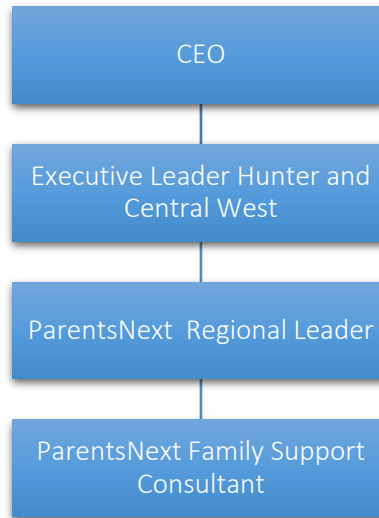 CEO
Executive Leader Hunter and
Central West
ParentsNext  Regional Leader
ParentsNext Family Support
Consultant